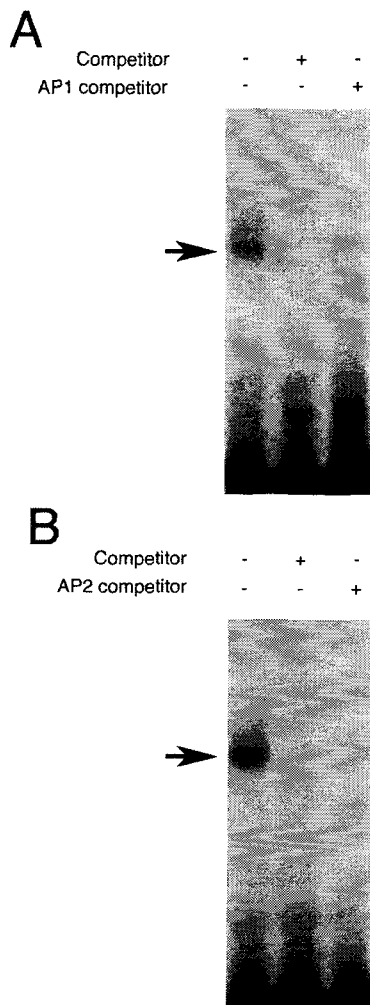 A
Competitor - + -
AP1 competitor - - +
B
Competitor - + -
AP2 competitor - - +